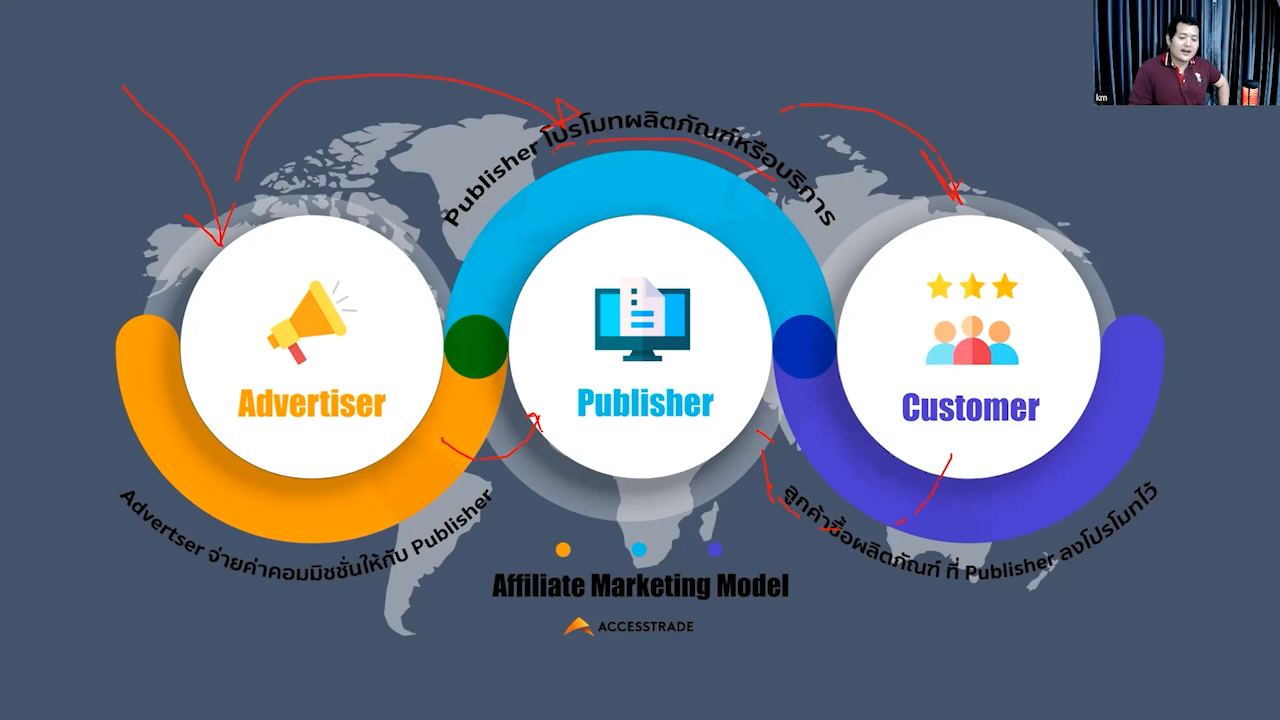 km
Publisher โปรโมทผลิตภัณฑ์หรือบริการ
Advertiser
Publisher
Customer
Advertser จ่ายค่าคอมมิชชั่นให้กับ Publisher
ลูกค้าซื้อผลิตภัณฑ์ ที่ Publisher ลงโปรโมทไว้
Affiliate Marketing Model
ACCESSTRADE